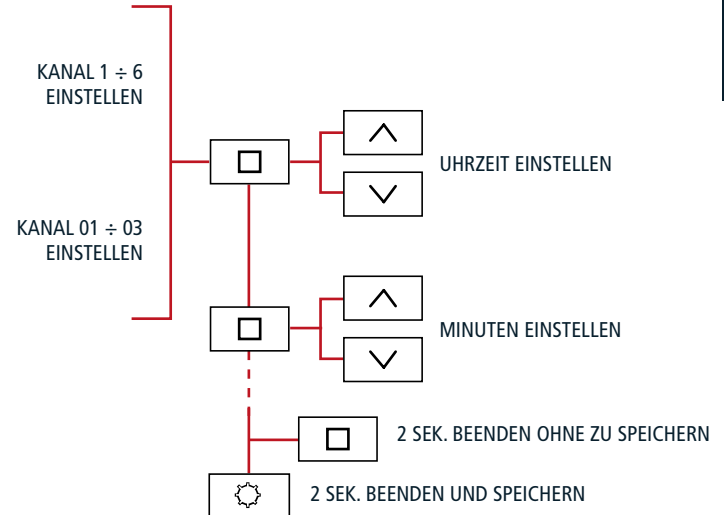 KANAL 1 ÷ 6
EINSTELLEN
UHRZEIT EINSTELLEN
KANAL 01 ÷ 03
EINSTELLEN
MINUTEN EINSTELLEN
2 SEK. BEENDEN OHNE ZU SPEICHERN
2 SEK. BEENDEN UND SPEICHERN